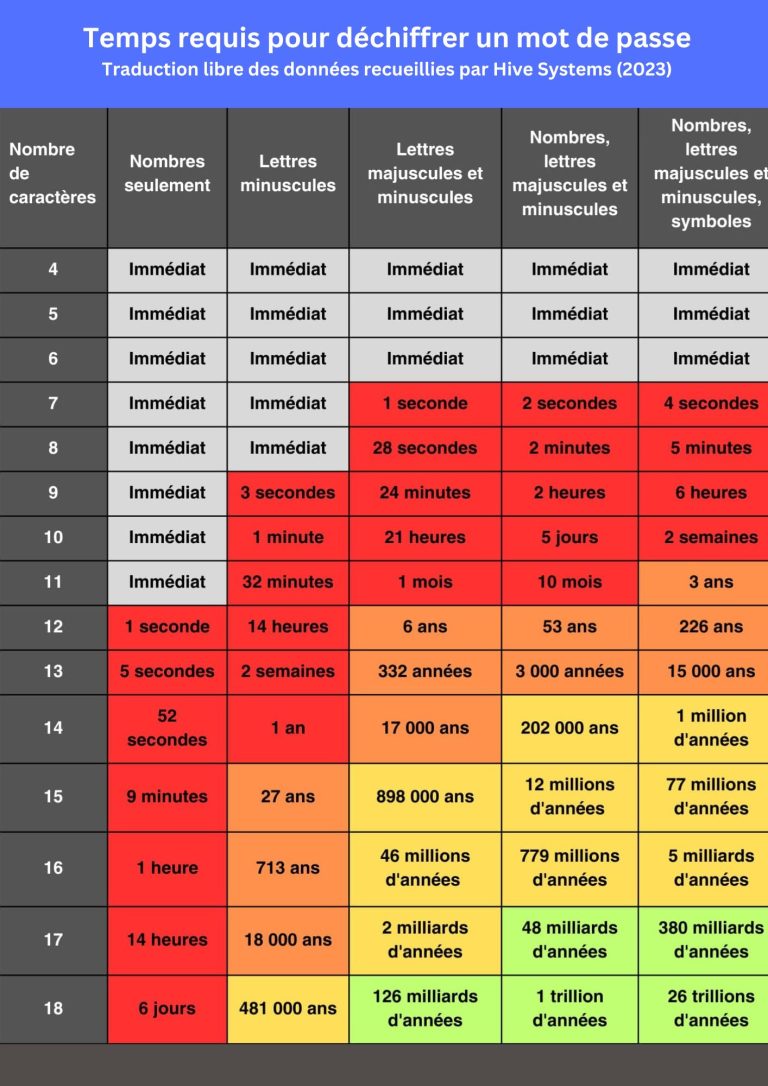 Temps requis pour déchiffrer un mot de passe
Traduction libre des données recueillies par Hive Systems (2023)
Nombre de caractères | Nombres seulement | Lettres minuscules | Lettres majuscules et minuscules | Nombres, lettres majuscules et minuscules | Nombres, lettres majuscules et minuscules, symboles
4 | Immédiat | Immédiat | Immédiat | Immédiat | Immédiat
5 | Immédiat | Immédiat | Immédiat | Immédiat | Immédiat
6 | Immédiat | Immédiat | Immédiat | Immédiat | Immédiat
7 | Immédiat | Immédiat | 1 seconde | 2 secondes | 4 secondes
8 | Immédiat | Immédiat | 28 secondes | 2 minutes | 5 minutes
9 | Immédiat | 3 secondes | 24 minutes | 2 heures | 6 heures
10 | Immédiat | 1 minute | 21 heures | 5 jours | 2 semaines
11 | Immédiat | 32 minutes | 1 mois | 10 mois | 3 ans
12 | 1 seconde | 14 heures | 6 ans | 53 ans | 226 ans
13 | 5 secondes | 2 semaines | 332 années | 3 000 années | 15 000 ans
14 | 52 secondes | 1 an | 17 000 ans | 202 000 ans | 1 million d'années
15 | 9 minutes | 27 ans | 898 000 ans | 12 millions d'années | 77 millions d'années
16 | 1 heure | 713 ans | 46 millions d'années | 779 millions d'années | 5 milliards d'années
17 | 14 heures | 18 000 ans | 2 milliards d'années | 48 milliards d'années | 380 milliards d'années
18 | 6 jours | 481 000 ans | 126 milliards d'années | 1 trillion d'années | 26 trillions d'années